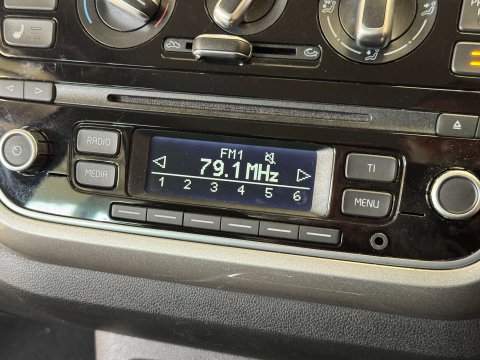 RADIO
MEDIA
FM1
79.1 MHz
1 2 3 4 5 6
TI
MENU